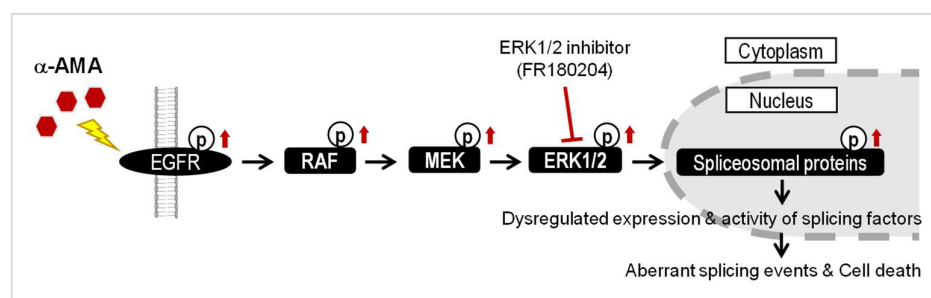 α-AMA
ERK1/2 inhibitor
(FR180204)
Cytoplasm
Nucleus
p
p
p
p
p
EGFR
RAF
MEK
ERK1/2
Spliceosomal proteins
Dysregulated expression & activity of splicing factors
Aberrant splicing events & Cell death